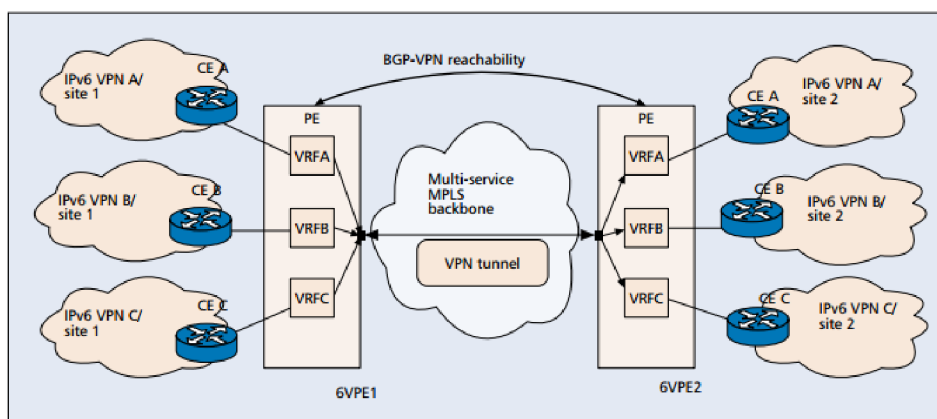 BGP-VPN reachability
IPv6 VPN A/
site 1
CE A
PE
VRFA
IPv6 VPN B/
site 1
CE B
VRFB
IPv6 VPN C/
site 1
CE C
VRFC
6VPE1
Multi-service
MPLS
backbone
VPN tunnel
PE
VRFA
CE A
IPv6 VPN A/
site 2
VRFB
CE B
IPv6 VPN B/
site 2
VRFC
CE C
IPv6 VPN C/
site 2
6VPE2